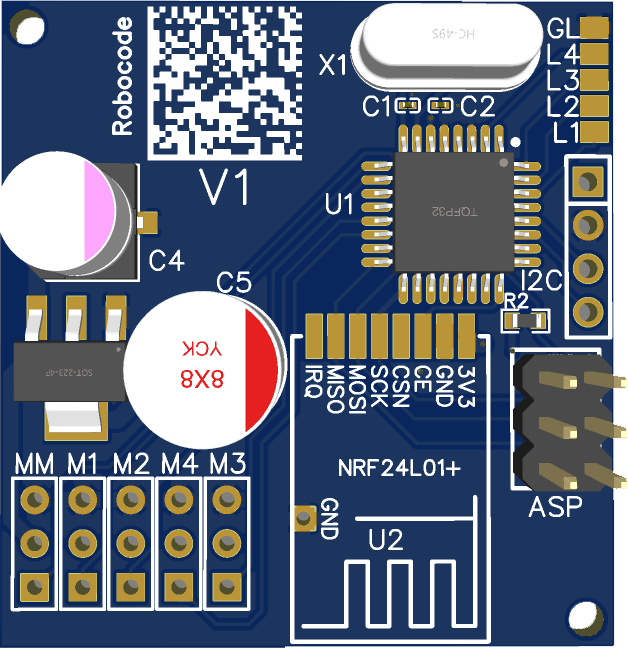 Robocode
V1
HC-49S
X1
C1
C2
GL
L4
L3
L2
L1
U1
TQFP32
I2C
R2
C4
C5
YCK
8X8
SOT-223-4P
IRQ
MISO
MOSI
SCK
CSN
CE
GND
3V3
NRF24L01+
GND
U2
ASP
MM M1 M2 M4 M3